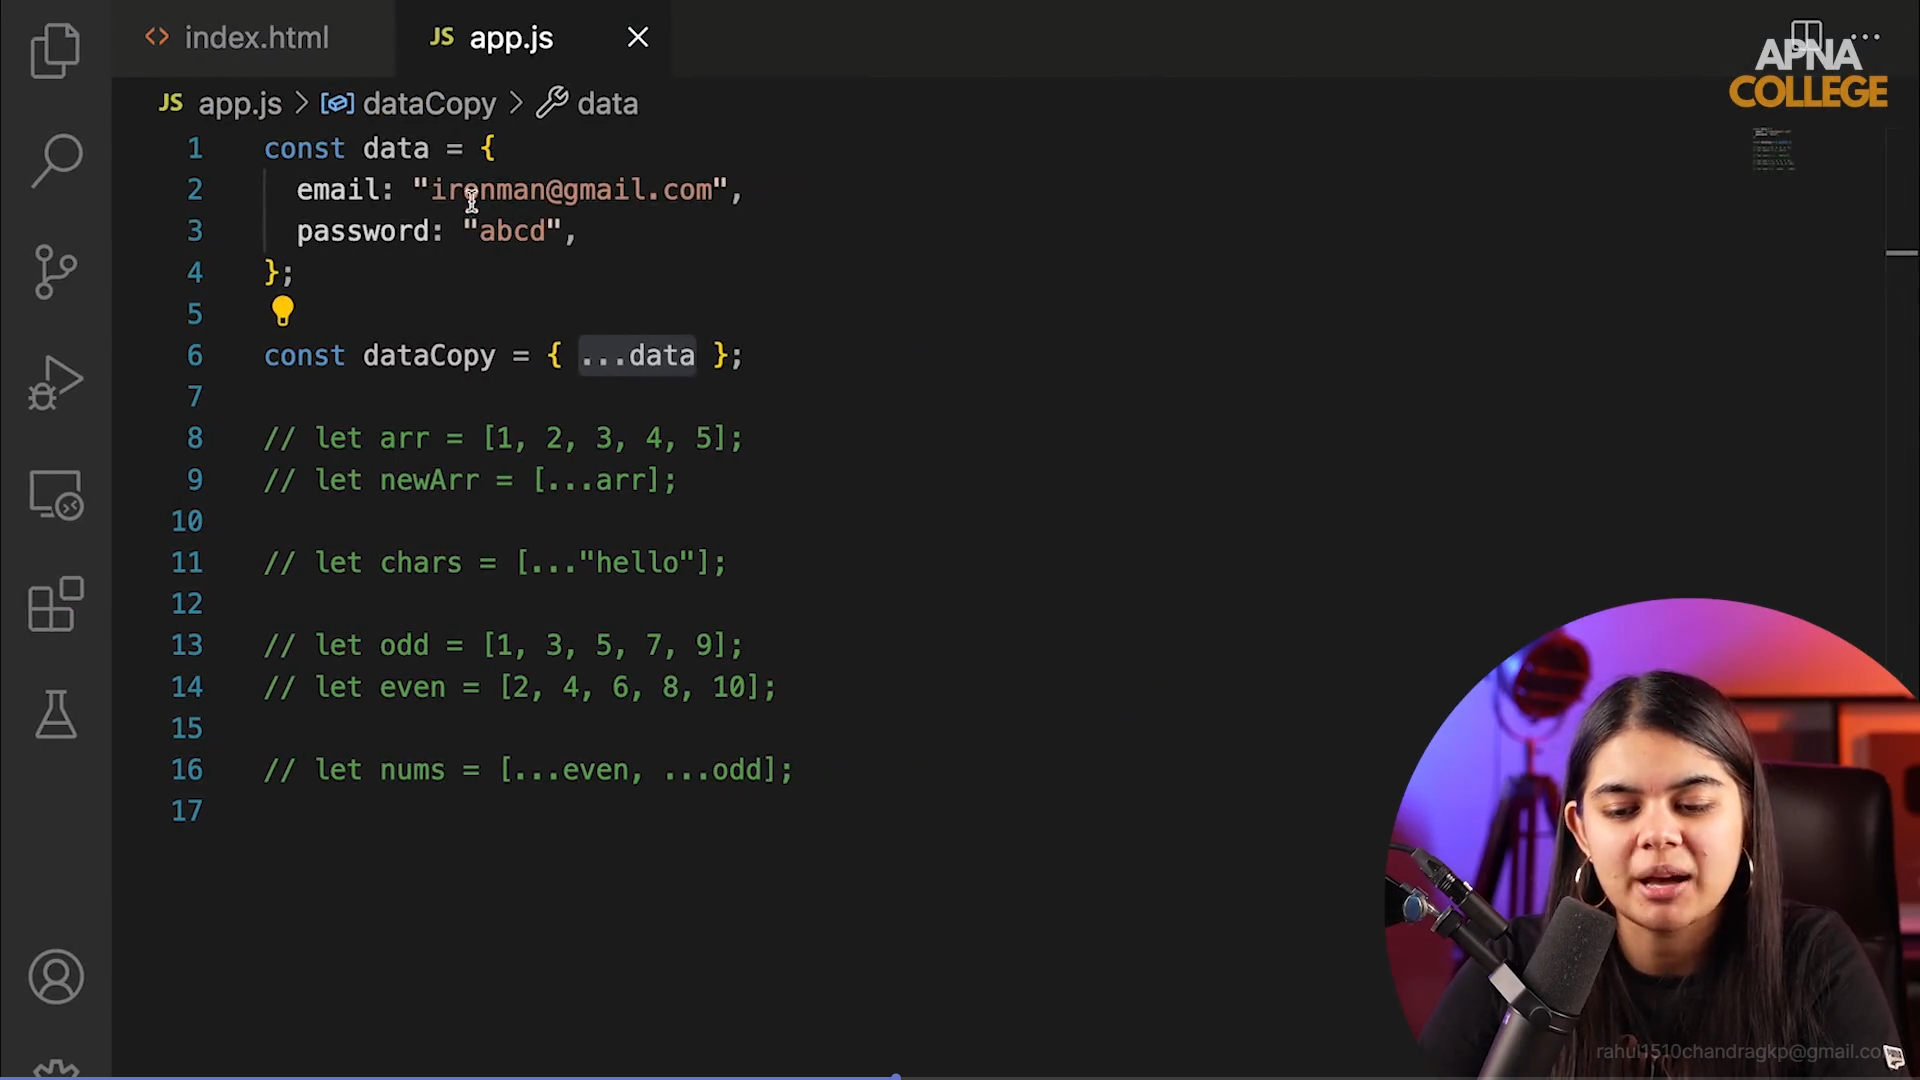 index.html
JS app.js
APNA
COLLEGE
JS app.js > dataCopy > data
1 const data = {
2 email: "ironman@gmail.com",
3 password: "abcd",
4 };
5
6 const dataCopy = { ...data };
7
8 // let arr = [1, 2, 3, 4, 5];
9 // let newArr = [...arr];
10
11 // let chars = [..."hello"];
12
13 // let odd = [1, 3, 5, 7, 9];
14 // let even = [2, 4, 6, 8, 10];
15
16 // let nums = [...even, ...odd];
17
rahul1510chandragkp@gmail.co